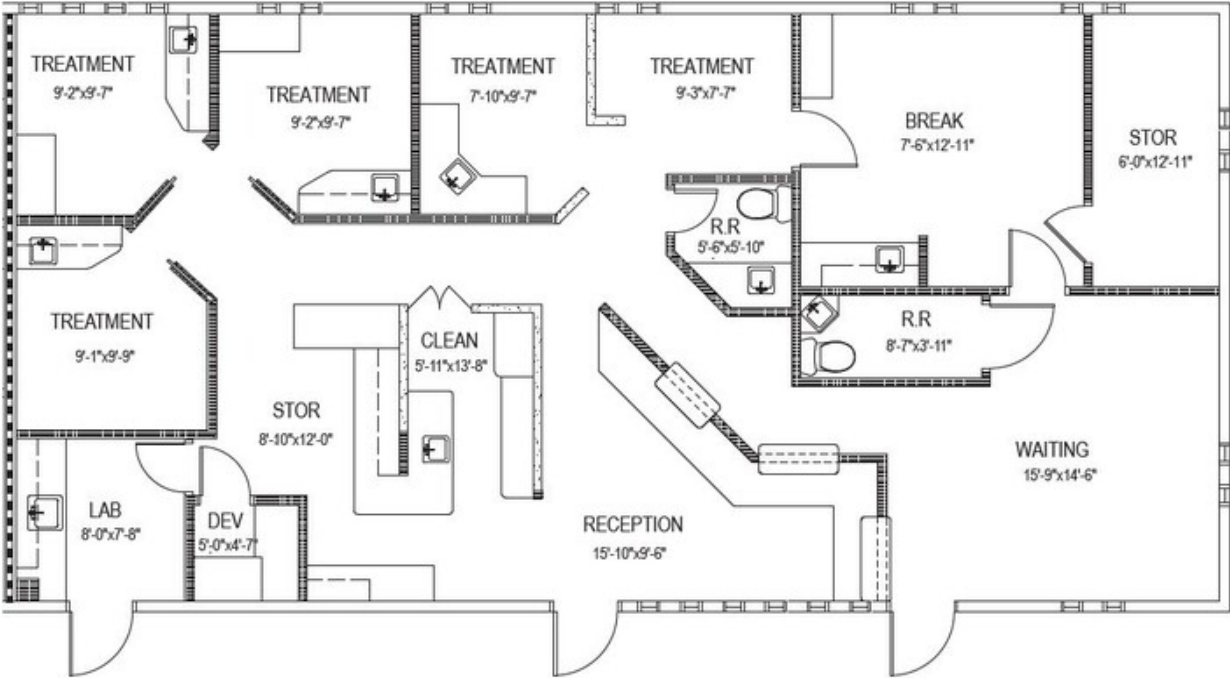 TREATMENT
9'-2"x9'-7"
TREATMENT
9'-2"x9'-7"
TREATMENT
7'-10"x9'-7"
TREATMENT
9'-3"x7'-7"
BREAK
7'-6"x12'-11"
STOR
6'-0"x12'-11"
R.R
5'-6"x5'-10"
TREATMENT
9'-1"x9'-9"
CLEAN
5'-11"x13'-8"
R.R
8'-7"x3'-11"
STOR
8'-10"x12'-0"
WAITING
15'-9"x14'-6"
LAB
8'-0"x7'-8"
DEV
5'-0"x4'-7"
RECEPTION
15'-10"x9'-6"